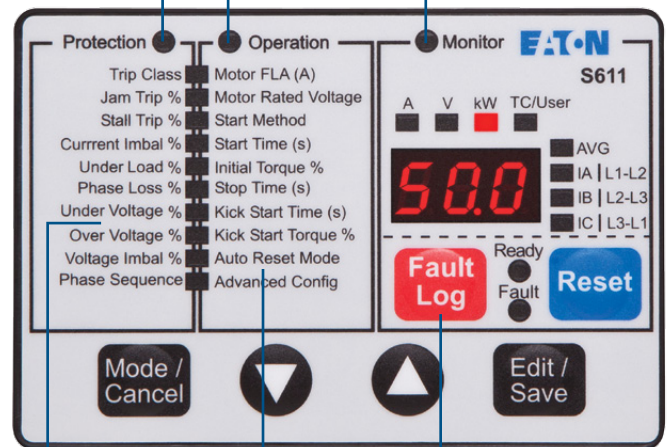 Protection
Operation
Monitor
EATON
S611
Trip Class
Jam Trip %
Stall Trip %
Currrent Imbal %
Under Load %
Phase Loss %
Under Voltage %
Over Voltage %
Voltage Imbal %
Phase Sequence
Motor FLA (A)
Motor Rated Voltage
Start Method
Start Time (s)
Initial Torque %
Stop Time (s)
Kick Start Time (s)
Kick Start Torque %
Auto Reset Mode
Advanced Config
A V kW TC/User
50.0
AVG
IA | L1-L2
IB | L2-L3
IC | L3-L1
Fault
Log
Ready
Fault
Reset
Mode /
Cancel
Edit /
Save